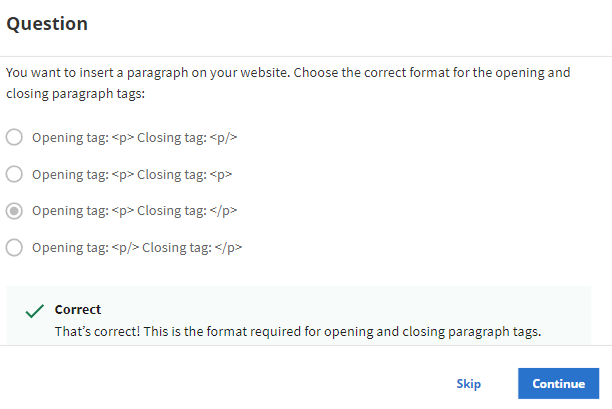 Question
You want to insert a paragraph on your website. Choose the correct format for the opening and
closing paragraph tags:
Opening tag: <p> Closing tag: <p/>
Opening tag: <p> Closing tag: <p>
Opening tag: <p> Closing tag: </p>
Opening tag: <p/> Closing tag: </p>
Correct
That's correct! This is the format required for opening and closing paragraph tags.
Skip Continue